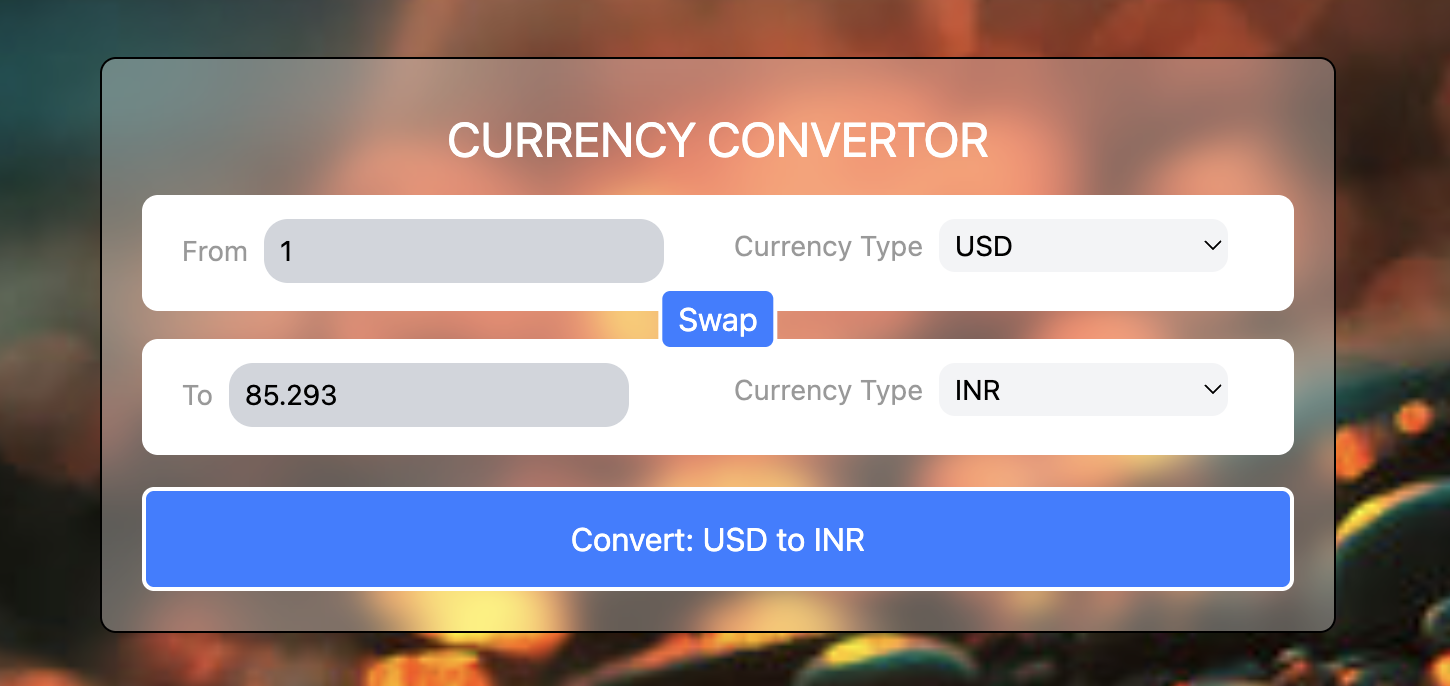 CURRENCY CONVERTOR
From 1 Currency Type USD
Swap
To 85.293 Currency Type INR
Convert: USD to INR